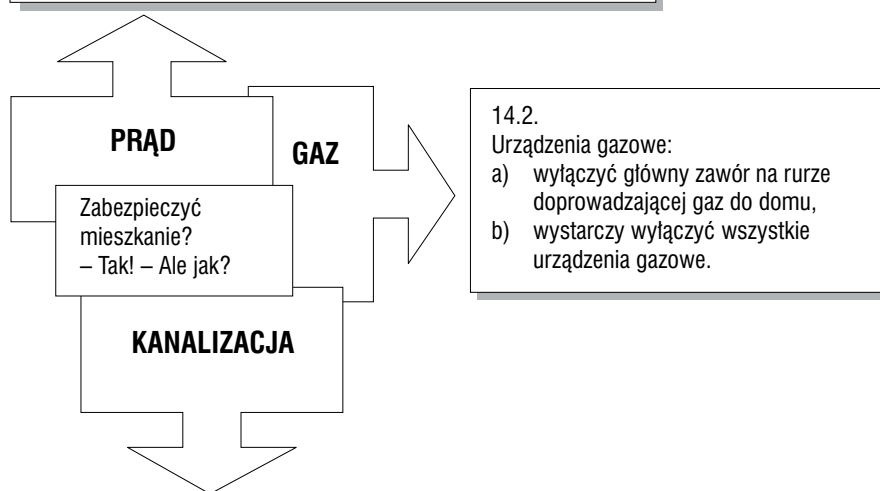 PRĄD
GAZ
Zabezpieczyć
mieszkanie?
– Tak! – Ale jak?
KANALIZACJA
14.2.
Urządzenia gazowe:
a) wyłączyć główny zawór na rurze
doprowadzającej gaz do domu,
b) wystarczy wyłączyć wszystkie
urządzenia gazowe.